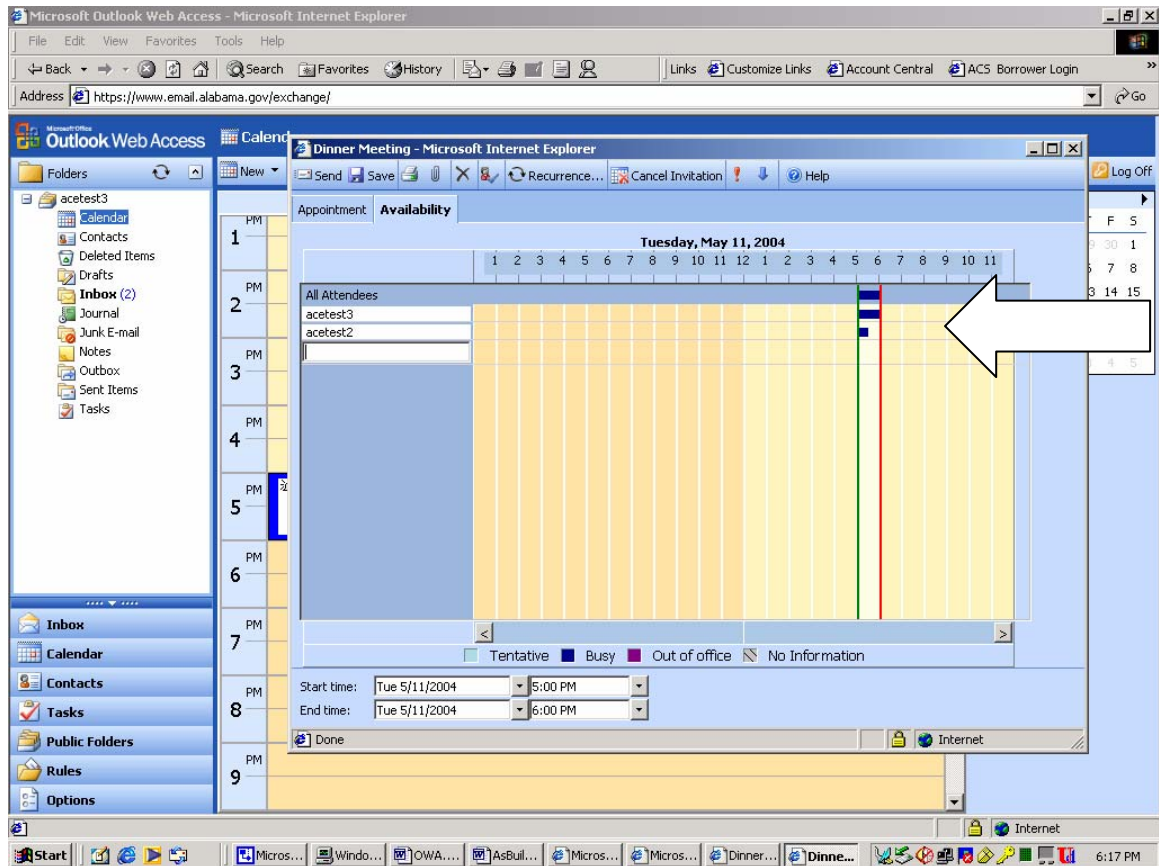 Microsoft Outlook Web Access - Microsoft Internet Explorer
File Edit View Favorites Tools Help
Back Search Favorites History Links Customize Links Account Central ACS Borrower Login »
Address https://www.email.alabama.gov/exchange/ Go
Microsoft Office
Outlook Web Access
Calend
Folders
New
Log Off
acetest3
Calendar
Contacts
Deleted Items
Drafts
Inbox (2)
Journal
Junk E-mail
Notes
Outbox
Sent Items
Tasks
Inbox
Calendar
Contacts
Tasks
Public Folders
Rules
Options
PM
1
PM
2
PM
3
PM
4
PM
5
PM
6
PM
7
PM
8
PM
9
Dinner Meeting - Microsoft Internet Explorer
Send Save Recurrence... Cancel Invitation Help
Appointment Availability
Tuesday, May 11, 2004
1 2 3 4 5 6 7 8 9 10 11 12 1 2 3 4 5 6 7 8 9 10 11
All Attendees
acetest3
acetest2
Tentative Busy Out of office No Information
Start time: Tue 5/11/2004 5:00 PM
End time: Tue 5/11/2004 6:00 PM
Done Internet
F S
30 1
7 8
14 15
4 5
Internet
Start Micros... Windo... OWA.... AsBuil... Micros... Micros... Dinner... Dinne... 6:17 PM